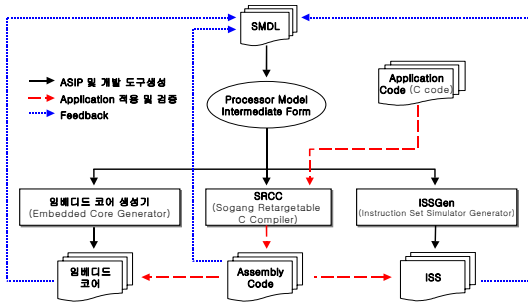 SMDL
ASIP 및 개발 도구생성
Application 적용 및 검증
Feedback
Processor Model
Intermediate Form
Application
Code (C code)
임베디드 코어 생성기
(Embedded Core Generator)
SRCC
(Sogang Retargetable
C Compiler)
ISSGen
(Instruction Set Simulator Generator)
임베디드
코어
Assembly
Code
ISS